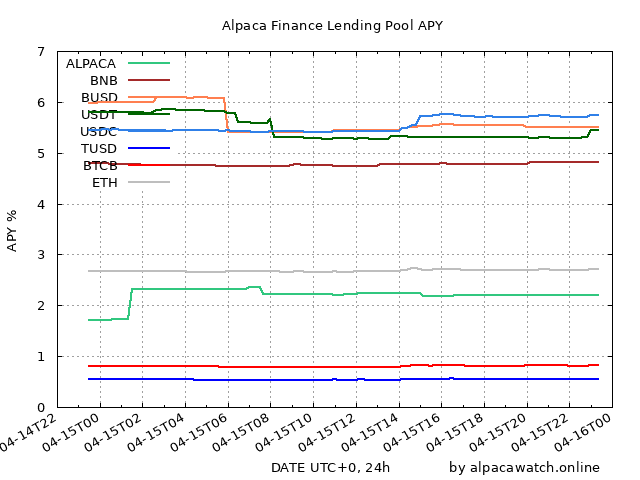 Alpaca Finance Lending Pool APY
7
6
5
4
3
2
1
0
APY %
ALPACA
BNB
BUSD
USDT
USDC
TUSD
BTCB
ETH
04-14T22
04-15T00
04-15T02
04-15T04
04-15T06
04-15T08
04-15T10
04-15T12
04-15T14
04-15T16
04-15T18
04-15T20
04-15T22
04-16T00
DATE UTC+0, 24h
by alpacawatch.online